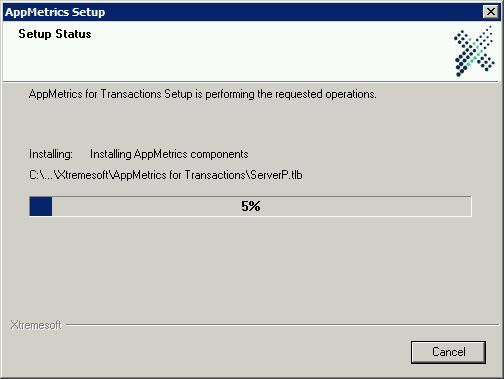 AppMetrics Setup
Setup Status
AppMetrics for Transactions Setup is performing the requested operations.
Installing: Installing AppMetrics components
C:\...\Xtremesoft\AppMetrics for Transactions\ServerP.tlb
5%
Xtremesoft
Cancel